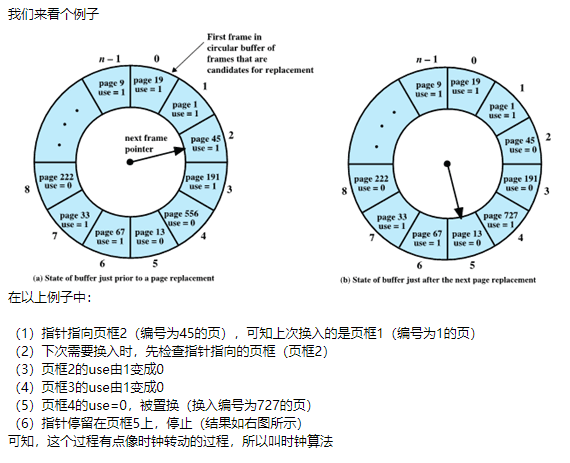 我们来看个例子
First frame in
circular buffer of
frames that are
candidates for replacement
n – 1
0
page 9
use = 1
page 19
use = 1
1
page 1
use = 1
2
page 45
use = 1
next frame
pointer
page 191
use = 1
3
page 556
use = 0
4
page 13
use = 0
5
page 67
use = 1
6
page 33
use = 1
7
page 222
use = 0
8
(a) State of buffer just prior to a page replacement
n – 1
0
page 9
use = 1
page 19
use = 1
1
page 1
use = 1
2
page 45
use = 0
page 191
use = 0
3
page 727
use = 1
4
page 13
use = 0
5
page 67
use = 1
6
page 33
use = 1
7
page 222
use = 0
8
(b) State of buffer just after the next page replacement
在以上例子中：
（1）指针指向页框2（编号为45的页），可知上次换入的是页框1（编号为1的页）
（2）下次需要换入时，先检查指针指向的页框（页框2）
（3）页框2的use由1变成0
（4）页框3的use由1变成0
（5）页框4的use=0，被置换（换入编号为727的页）
（6）指针停留在页框5上，停止（结果如右图所示）
可知，这个过程有点像时钟转动的过程，所以叫时钟算法